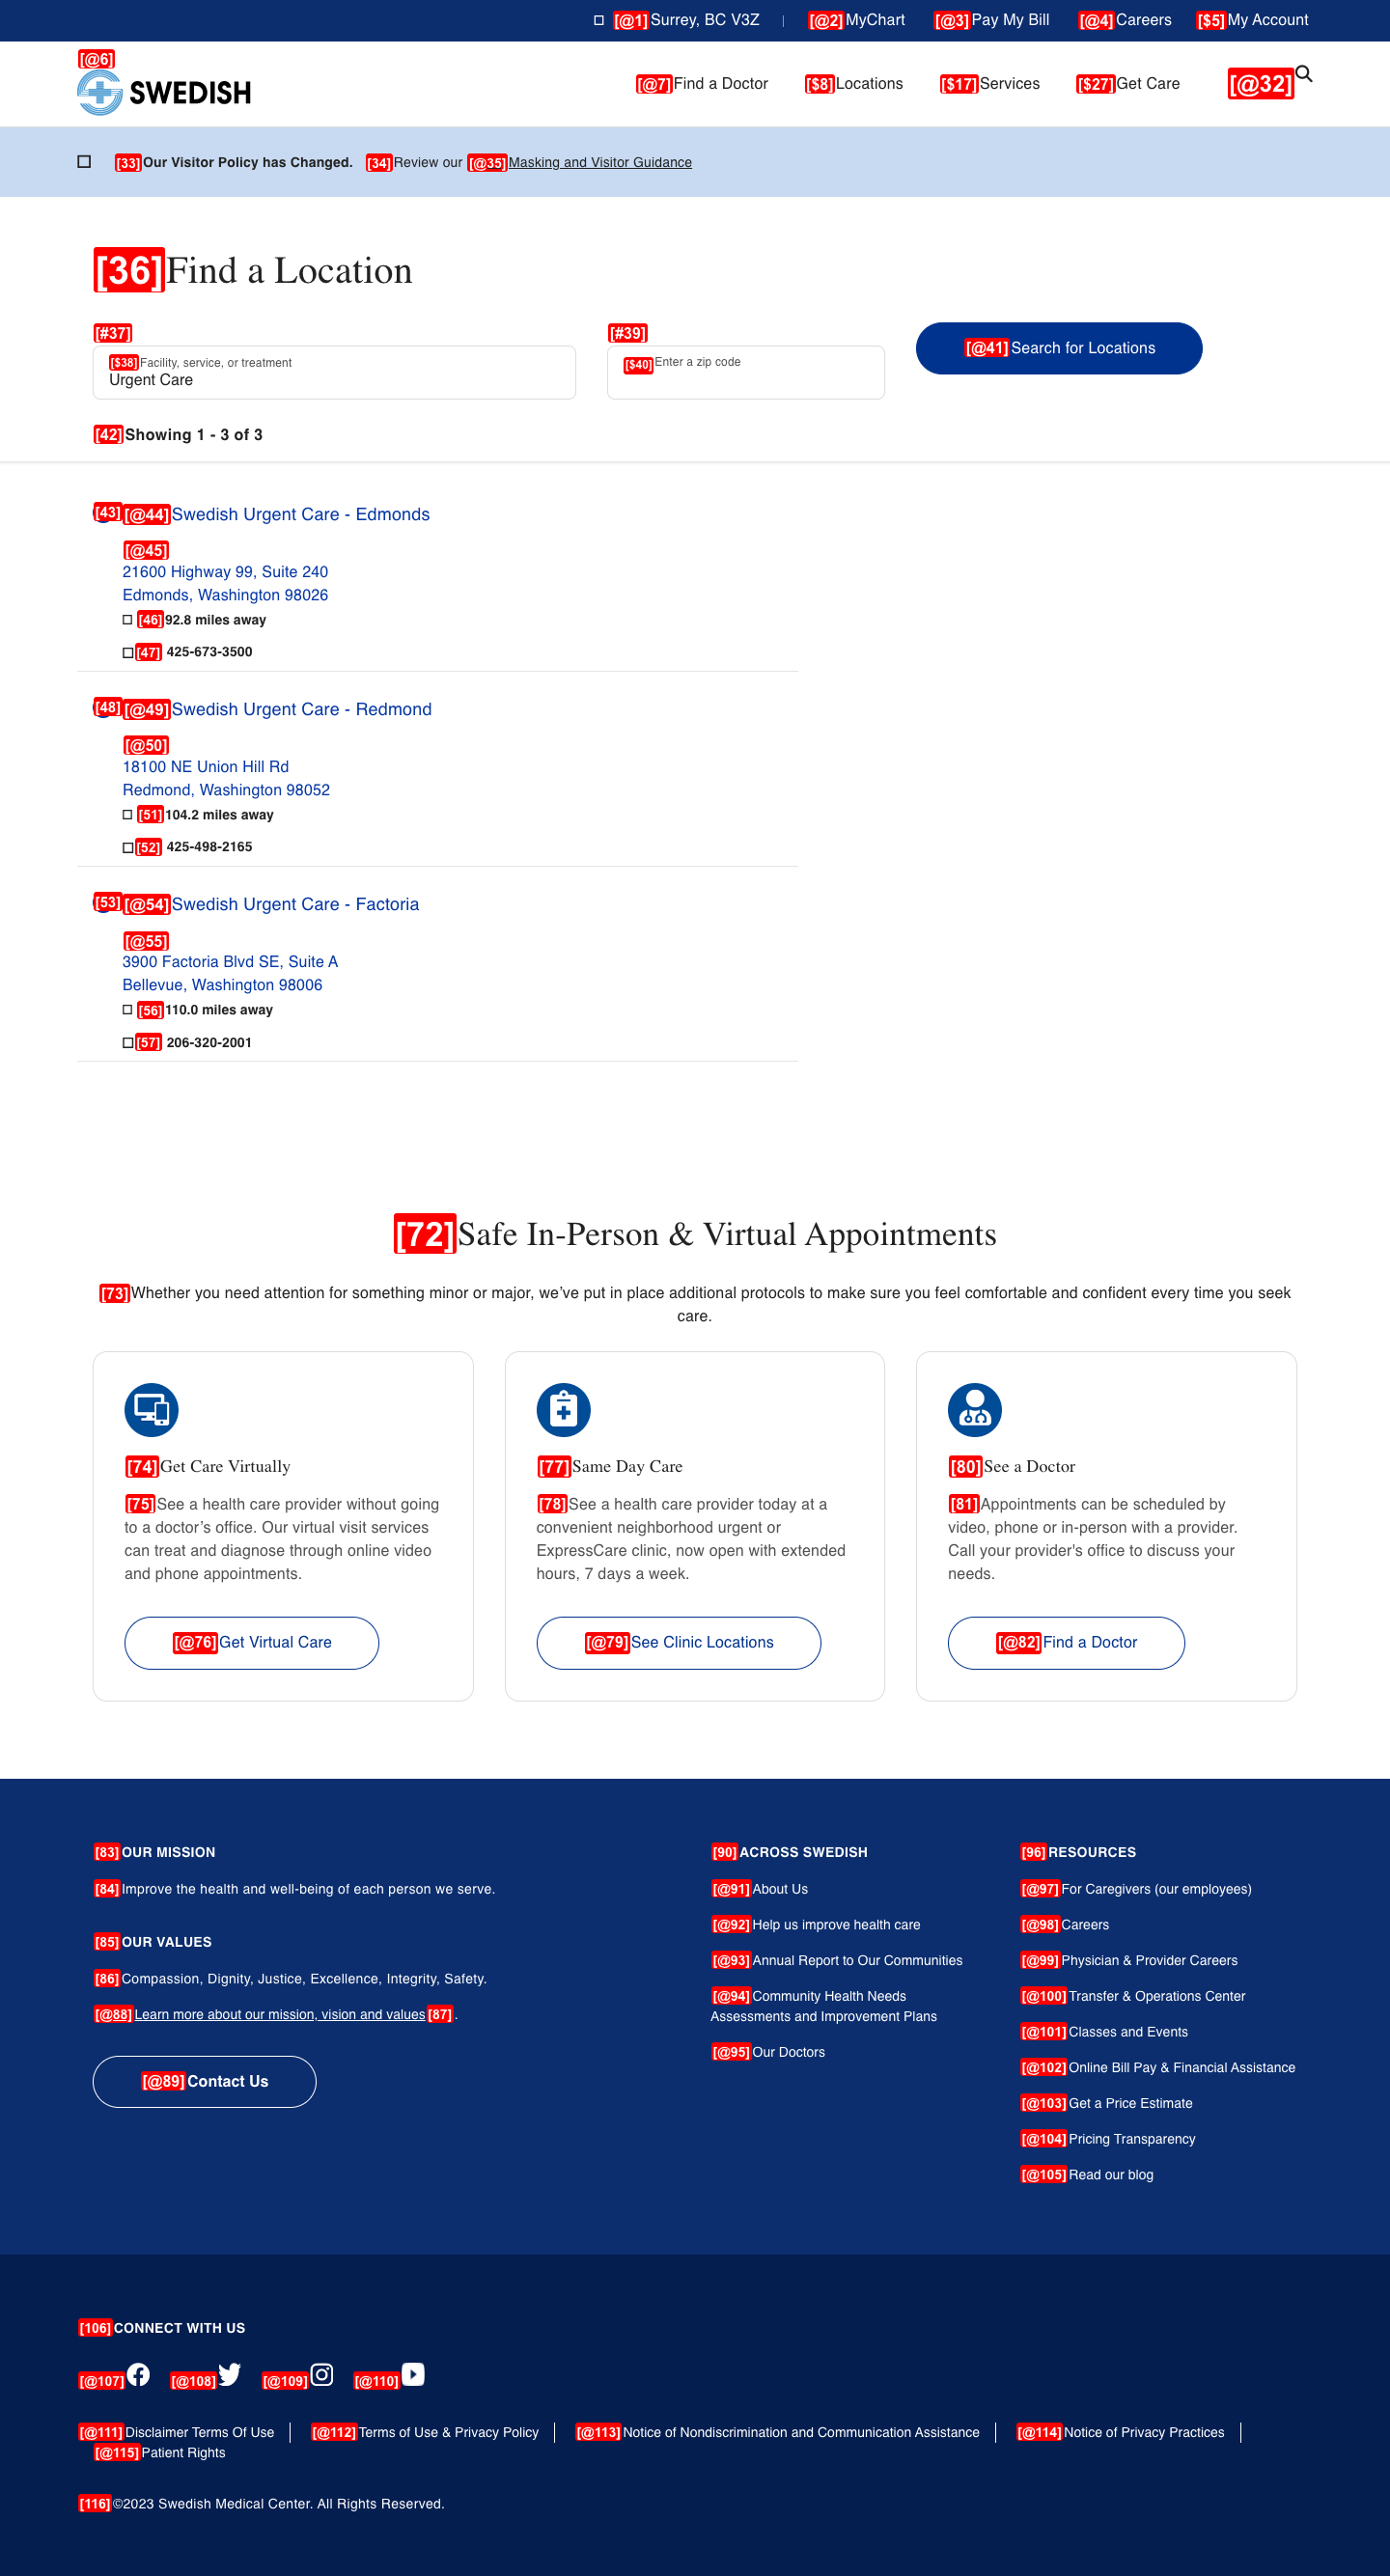 [@1]Surrey, BC V3Z | [@2]MyChart [@3]Pay My Bill [@4]Careers [$5]My Account
[@6]
SWEDISH
[@7]Find a Doctor [$8]Locations [$17]Services [$27]Get Care [@32]
[33]Our Visitor Policy has Changed. [34]Review our [@35]Masking and Visitor Guidance
[36]Find a Location
[#37] [#39]
[$38]Facility, service, or treatment
Urgent Care
[$40]Enter a zip code
[@41]Search for Locations
[42]Showing 1 - 3 of 3
[43] [@44]Swedish Urgent Care - Edmonds
[@45]
21600 Highway 99, Suite 240
Edmonds, Washington 98026
[46]92.8 miles away
[47] 425-673-3500
[48] [@49]Swedish Urgent Care - Redmond
[@50]
18100 NE Union Hill Rd
Redmond, Washington 98052
[51]104.2 miles away
[52] 425-498-2165
[53] [@54]Swedish Urgent Care - Factoria
[@55]
3900 Factoria Blvd SE, Suite A
Bellevue, Washington 98006
[56]110.0 miles away
[57] 206-320-2001
[72]Safe In-Person & Virtual Appointments
[73]Whether you need attention for something minor or major, we’ve put in place additional protocols to make sure you feel comfortable and confident every time you seek
care.
[74]Get Care Virtually
[75]See a health care provider without going
to a doctor’s office. Our virtual visit services
can treat and diagnose through online video
and phone appointments.
[@76]Get Virtual Care
[77]Same Day Care
[78]See a health care provider today at a
convenient neighborhood urgent or
ExpressCare clinic, now open with extended
hours, 7 days a week.
[@79]See Clinic Locations
[80]See a Doctor
[81]Appointments can be scheduled by
video, phone or in-person with a provider.
Call your provider's office to discuss your
needs.
[@82]Find a Doctor
[83]OUR MISSION
[84]Improve the health and well-being of each person we serve.
[85]OUR VALUES
[86]Compassion, Dignity, Justice, Excellence, Integrity, Safety.
[@88]Learn more about our mission, vision and values[87].
[@89]Contact Us
[90]ACROSS SWEDISH
[@91]About Us
[@92]Help us improve health care
[@93]Annual Report to Our Communities
[@94]Community Health Needs
Assessments and Improvement Plans
[@95]Our Doctors
[96]RESOURCES
[@97]For Caregivers (our employees)
[@98]Careers
[@99]Physician & Provider Careers
[@100]Transfer & Operations Center
[@101]Classes and Events
[@102]Online Bill Pay & Financial Assistance
[@103]Get a Price Estimate
[@104]Pricing Transparency
[@105]Read our blog
[106]CONNECT WITH US
[@107] [@108] [@109] [@110]
[@111]Disclaimer Terms Of Use [@112]Terms of Use & Privacy Policy [@113]Notice of Nondiscrimination and Communication Assistance [@114]Notice of Privacy Practices
[@115]Patient Rights
[116]©2023 Swedish Medical Center. All Rights Reserved.